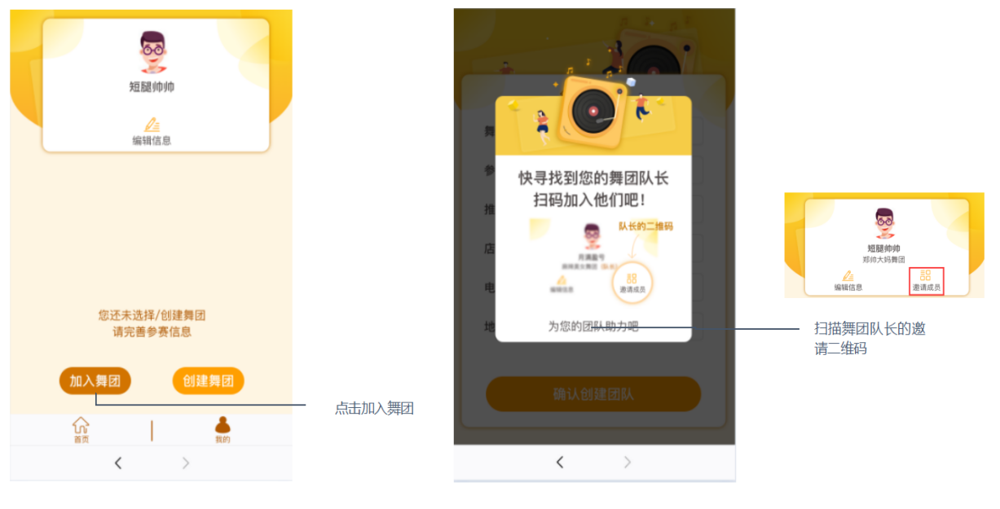 短腿帅帅
编辑信息
您还未选择/创建舞团
请完善参赛信息
加入舞团
创建舞团
首页
我的
点击加入舞团
舞
参
推
店
电
地
快寻找到您的舞团队长
扫码加入他们吧！
队长的二维码
月满盈亏
编辑信息
邀请成员
为您的团队助力吧
确认创建团队
短腿帅帅
郑帅大妈舞团
编辑信息
邀请成员
扫描舞团队长的邀
请二维码